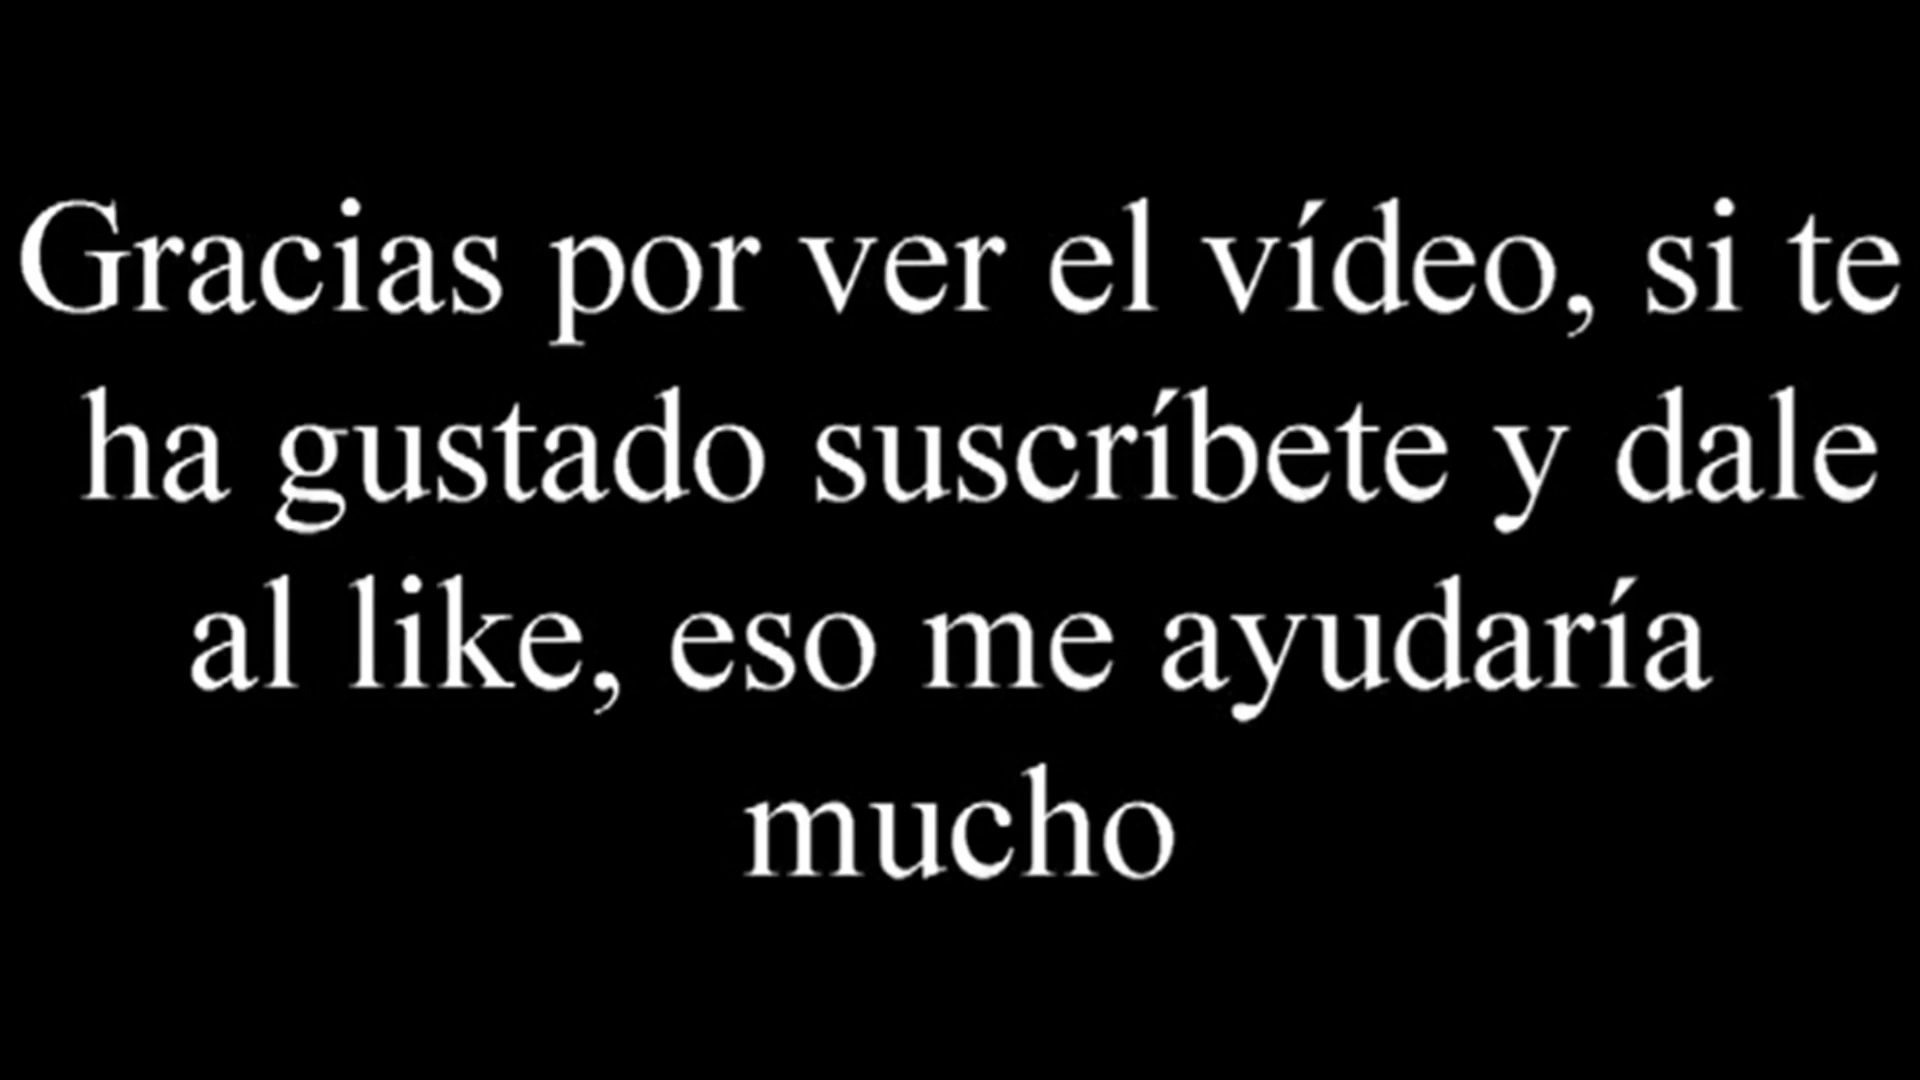 Gracias por ver el vídeo, si te
ha gustado suscríbete y dale
al like, eso me ayudaría
mucho